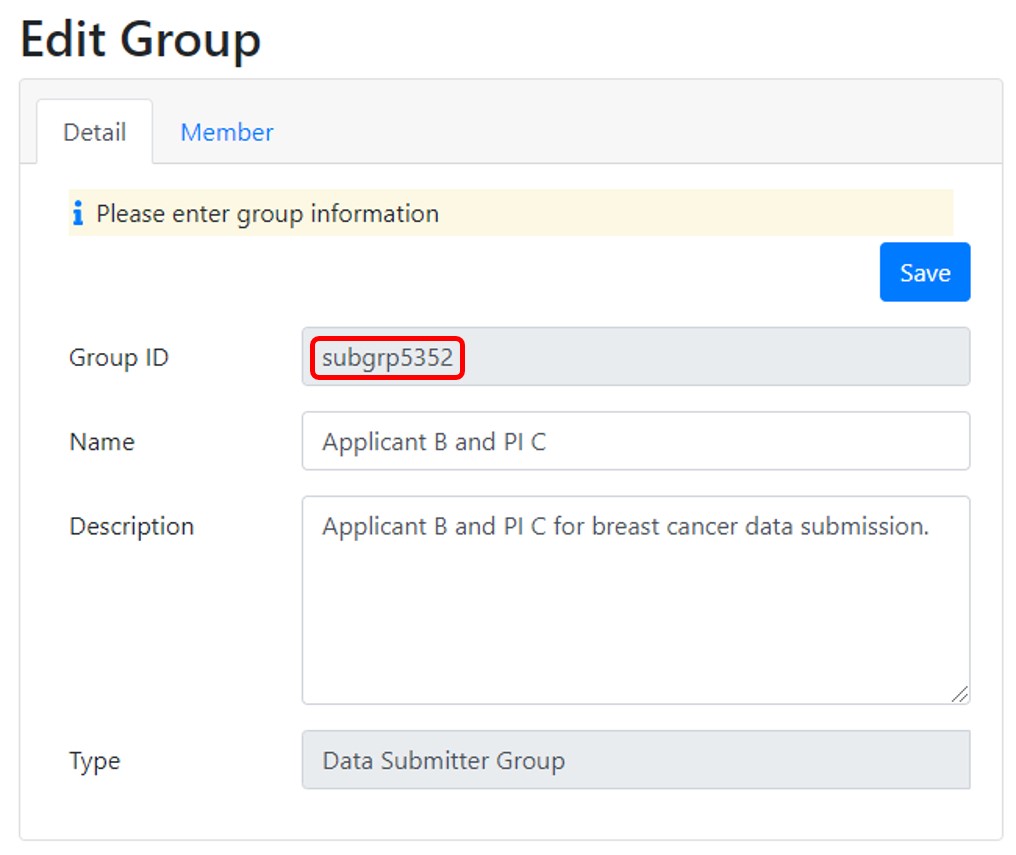 Edit Group
Detail Member
Please enter group information
Save
Group ID subgrp5352
Name Applicant B and PI C
Description Applicant B and PI C for breast cancer data submission.
Type Data Submitter Group